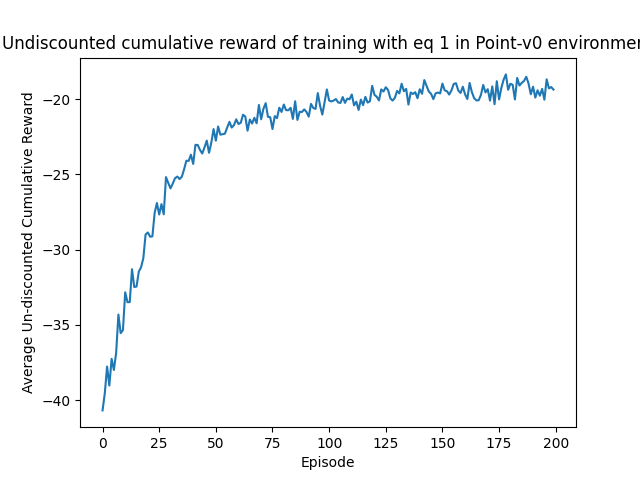 Undiscounted cumulative reward of training with eq 1 in Point-v0 environmen
Average Un-discounted Cumulative Reward
−20
−25
−30
−35
−40
0 25 50 75 100 125 150 175 200
Episode